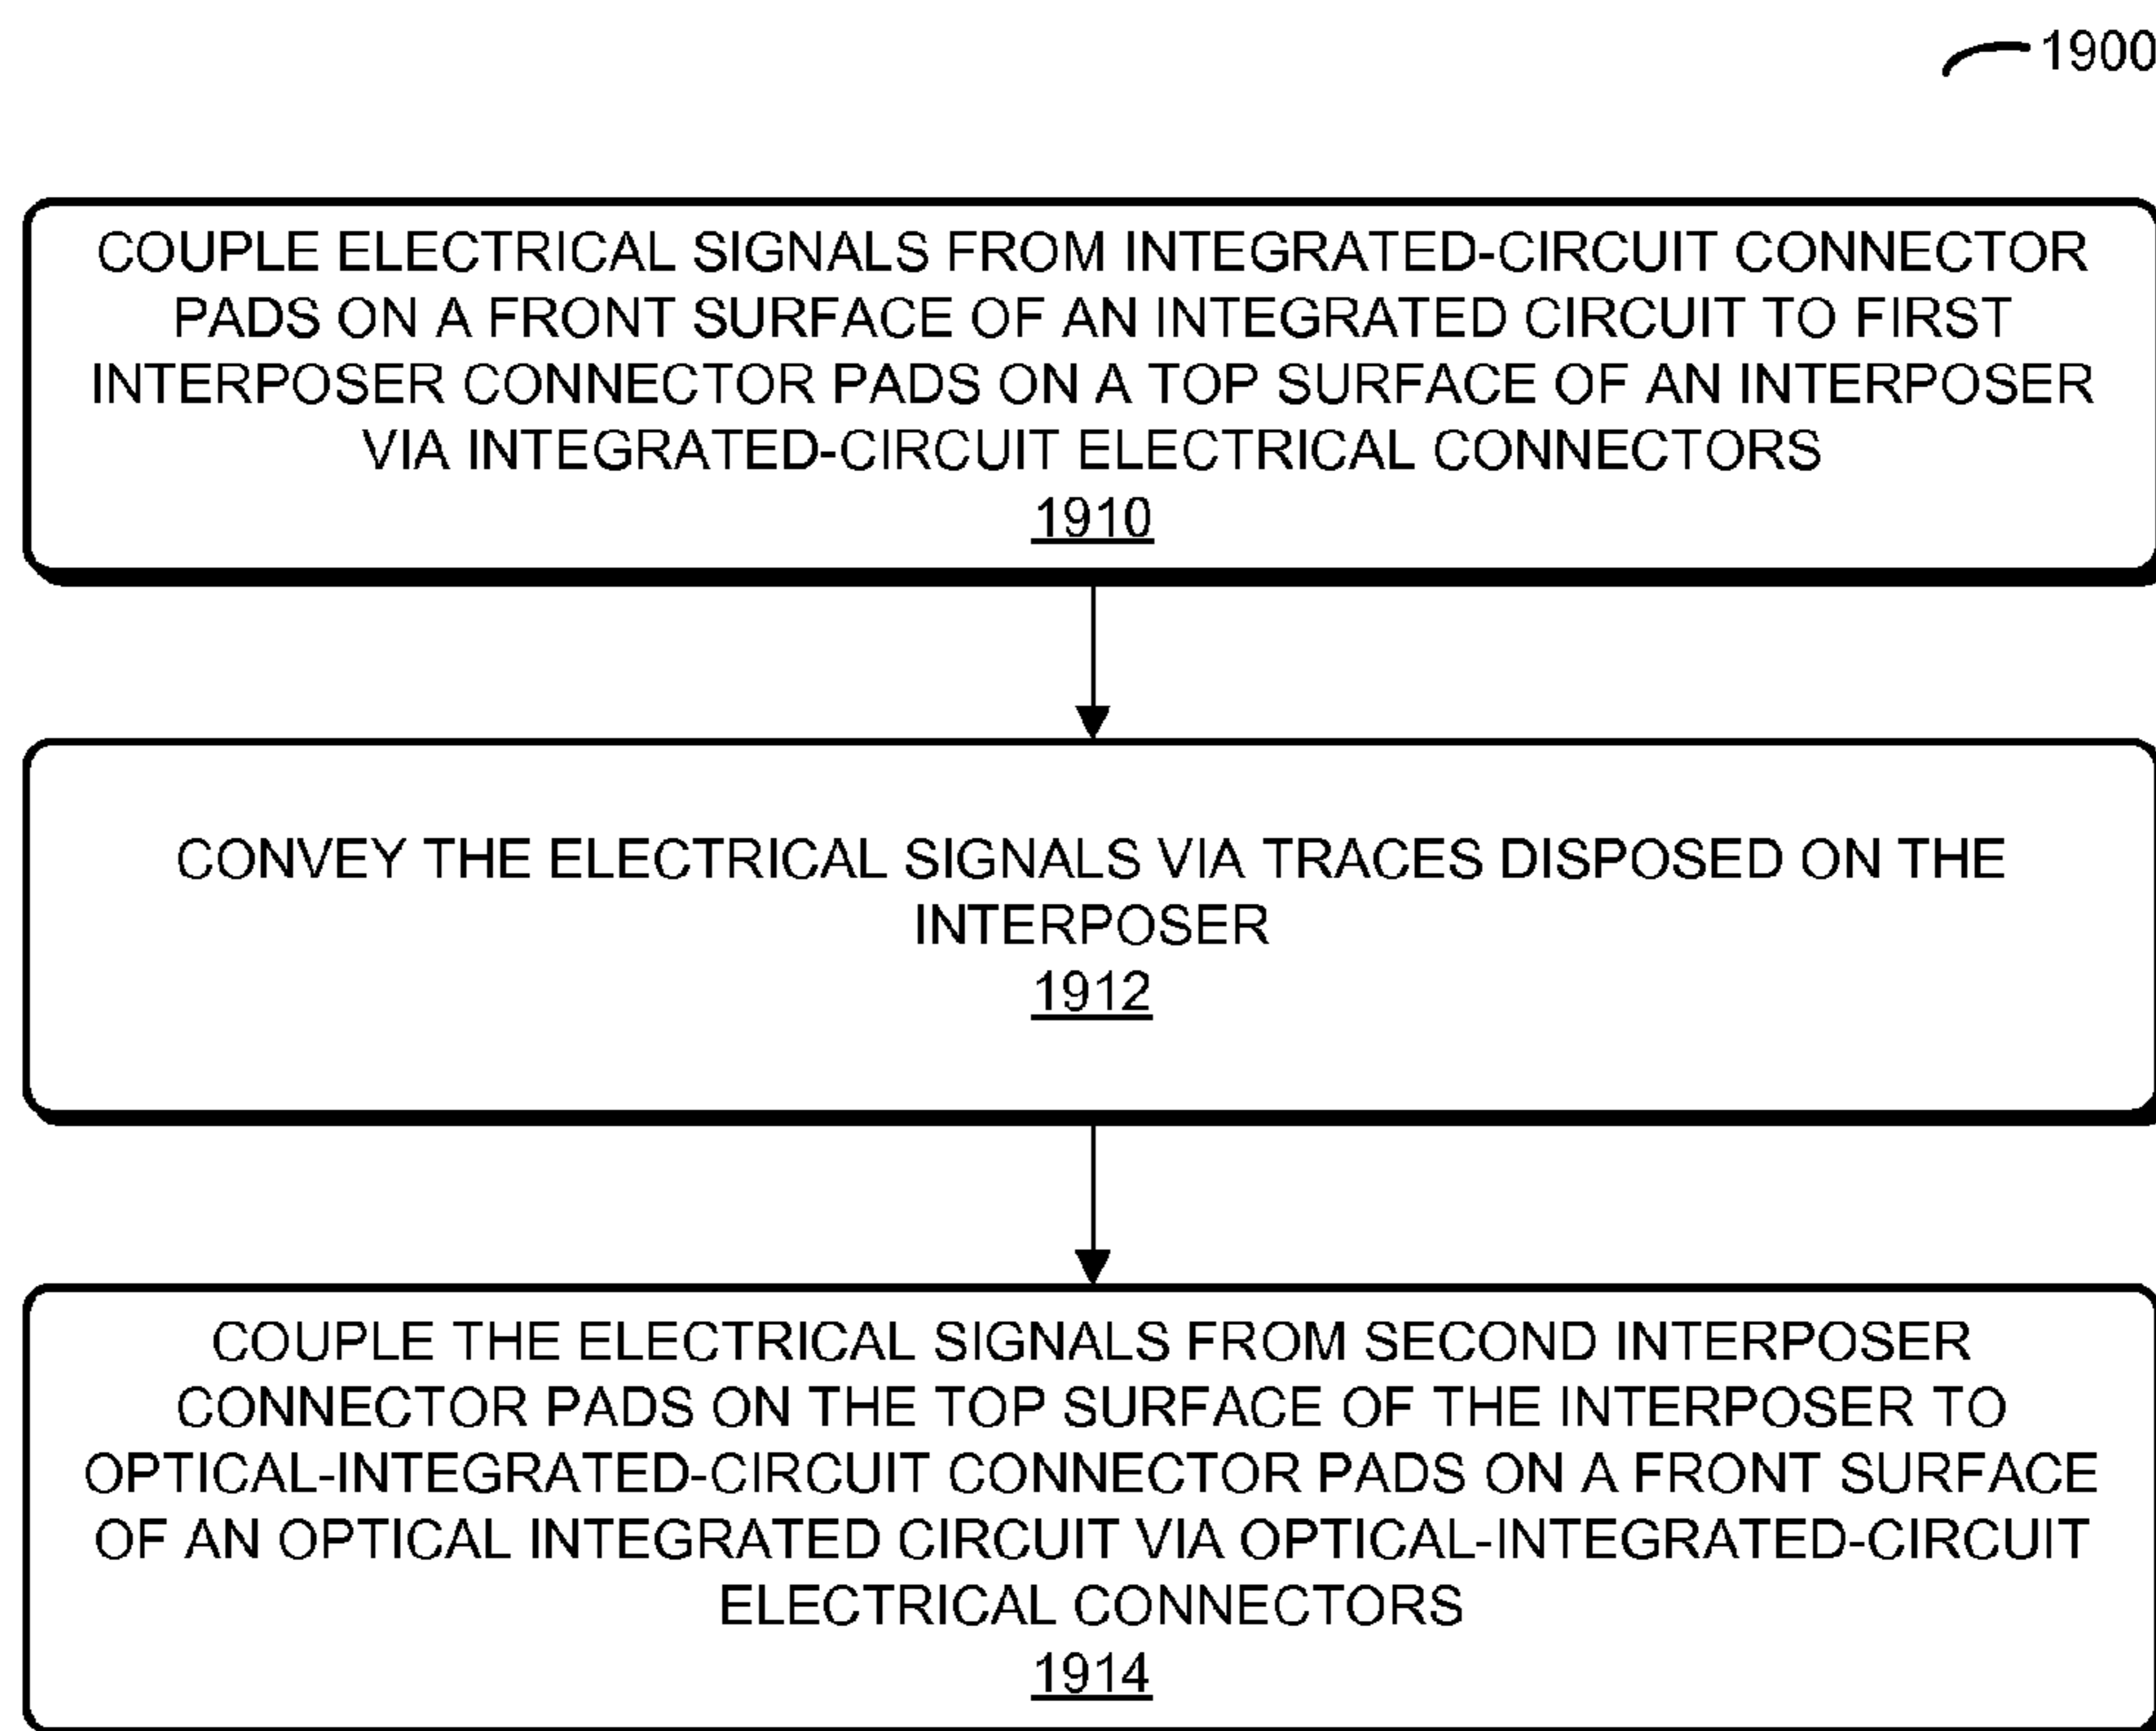 1900
COUPLE ELECTRICAL SIGNALS FROM INTEGRATED-CIRCUIT CONNECTOR
PADS ON A FRONT SURFACE OF AN INTEGRATED CIRCUIT TO FIRST
INTERPOSER CONNECTOR PADS ON A TOP SURFACE OF AN INTERPOSER
VIA INTEGRATED-CIRCUIT ELECTRICAL CONNECTORS
1910
CONVEY THE ELECTRICAL SIGNALS VIA TRACES DISPOSED ON THE
INTERPOSER
1912
COUPLE THE ELECTRICAL SIGNALS FROM SECOND INTERPOSER
CONNECTOR PADS ON THE TOP SURFACE OF THE INTERPOSER TO
OPTICAL-INTEGRATED-CIRCUIT CONNECTOR PADS ON A FRONT SURFACE
OF AN OPTICAL INTEGRATED CIRCUIT VIA OPTICAL-INTEGRATED-CIRCUIT
ELECTRICAL CONNECTORS
1914